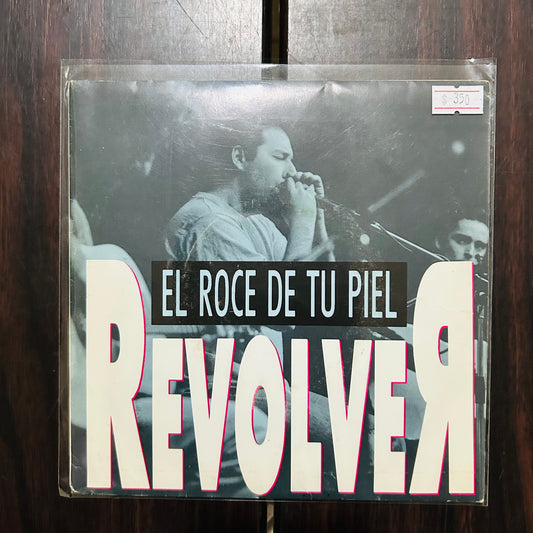 $ 350
EL ROCE DE TU PIEL
REVOLVER